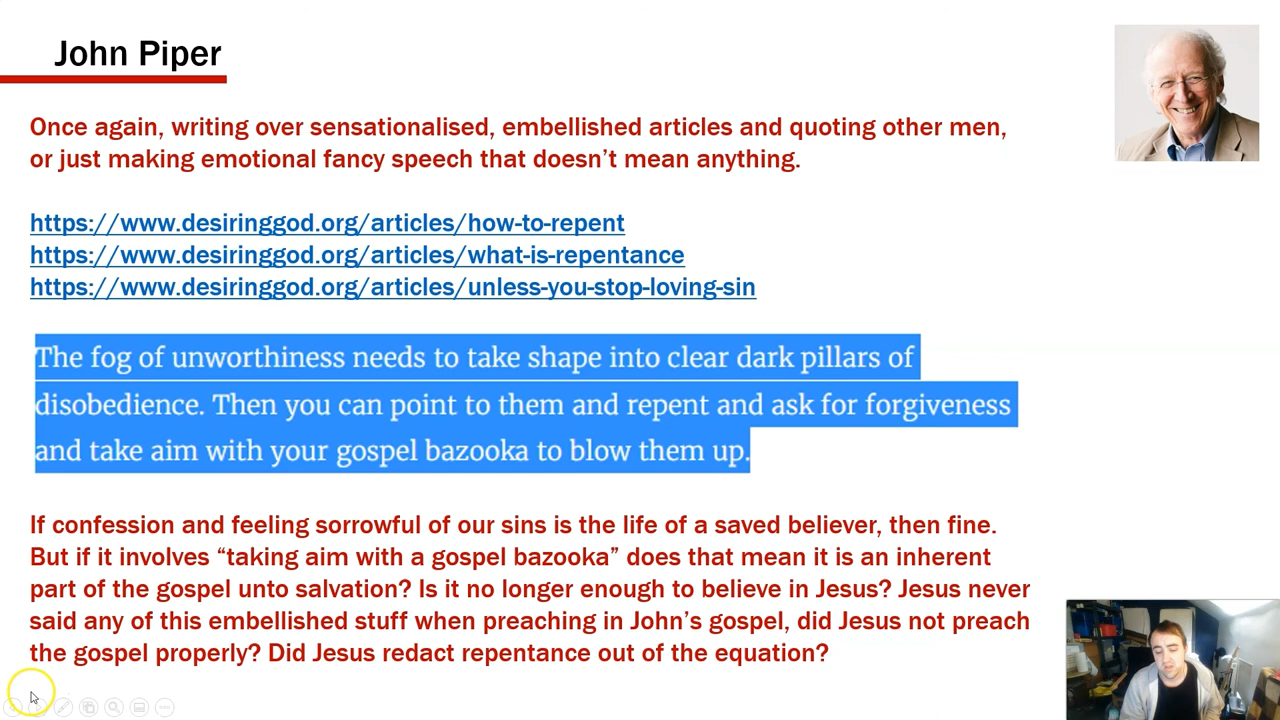 John Piper
Once again, writing over sensationalised, embellished articles and quoting other men,
or just making emotional fancy speech that doesn't mean anything.
https://www.desiringgod.org/articles/how-to-repent
https://www.desiringgod.org/articles/what-is-repentance
https://www.desiringgod.org/articles/unless-you-stop-loving-sin
The fog of unworthiness needs to take shape into clear dark pillars of
disobedience. Then you can point to them and repent and ask for forgiveness
and take aim with your gospel bazooka to blow them up.
If confession and feeling sorrowful of our sins is the life of a saved believer, then fine.
But if it involves “taking aim with a gospel bazooka” does that mean it is an inherent
part of the gospel unto salvation? Is it no longer enough to believe in Jesus? Jesus never
said any of this embellished stuff when preaching in John's gospel, did Jesus not preach
the gospel properly? Did Jesus redact repentance out of the equation?